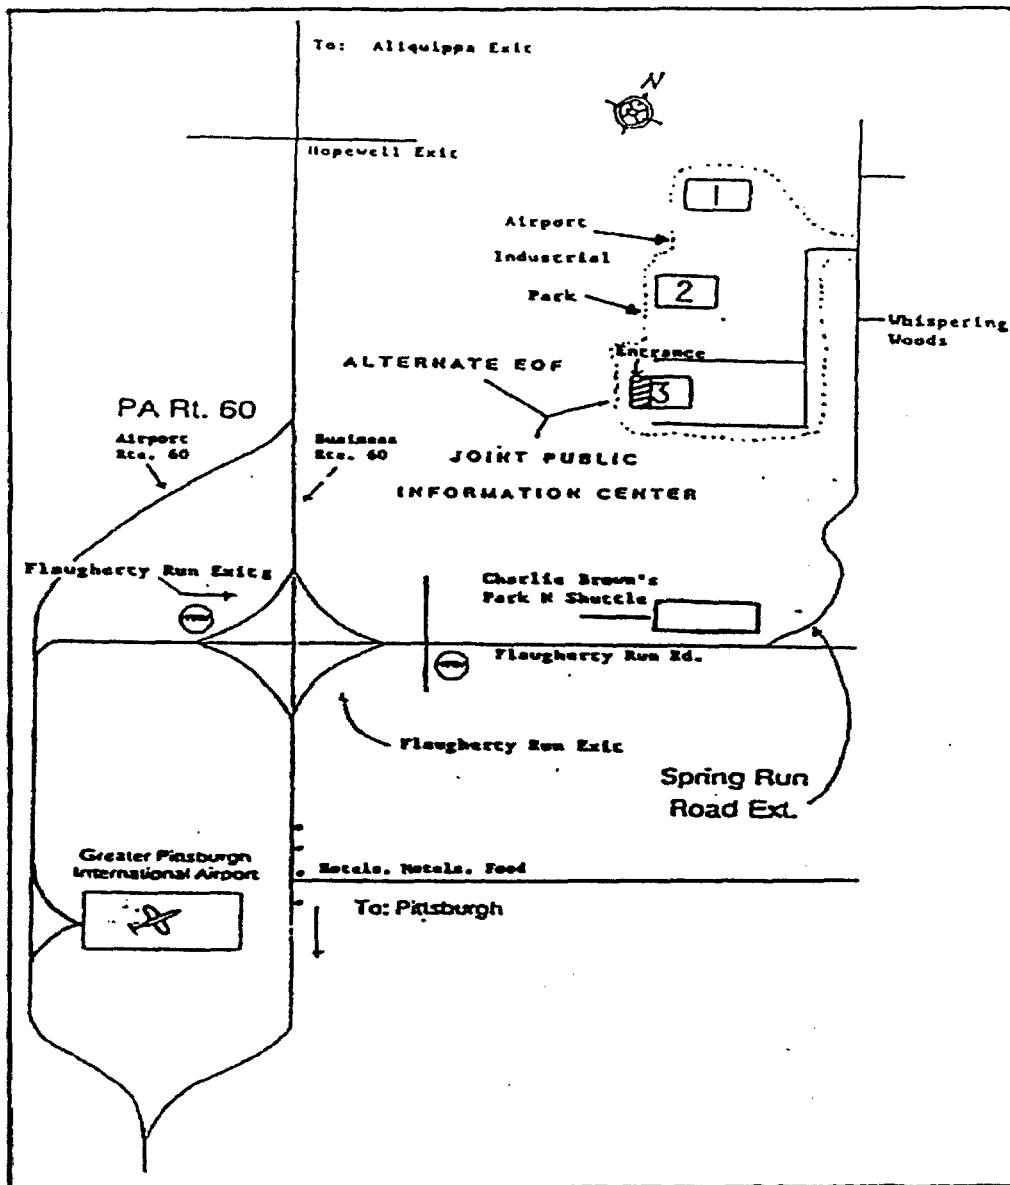 To: Aliquippa Exit
N
Hopewell Exit
1
Airport
Industrial
Park
2
Whispering
Woods
Entrance
ALTERNATE EOF
3
PA Rt. 60
Airport
Rte. 60
Business
Rte. 60
JOINT PUBLIC
INFORMATION CENTER
Flaugherty Run Exits
Charlie Brown's
Park N Shuttle
Flaugherty Run Rd.
Flaugherty Run Exit
Spring Run
Road Ext.
Greater Pittsburgh
International Airport
Hotels, Motels, Food
To: Pittsburgh